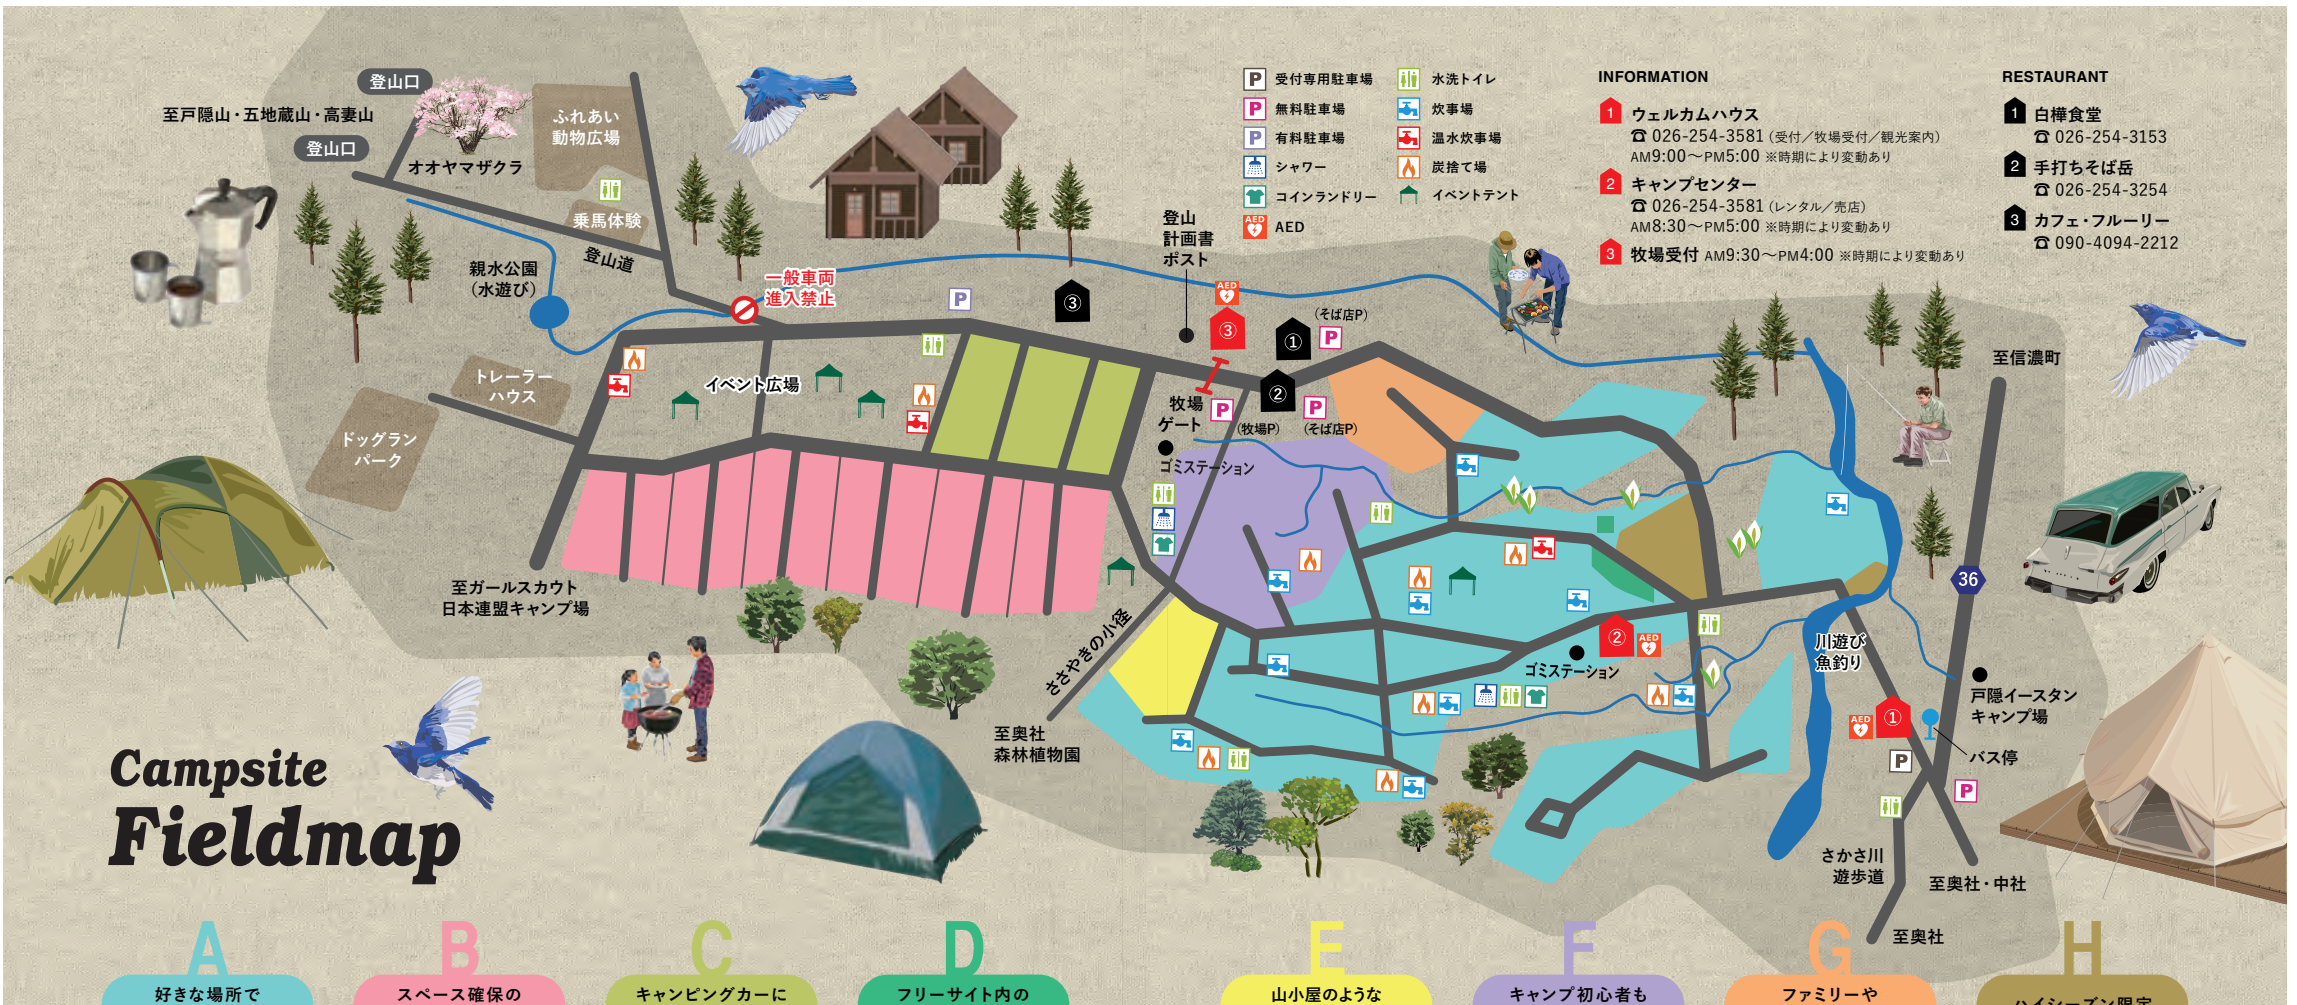 登山口
至戸隠山・五地蔵山・高妻山
登山口
オオヤマザクラ
ふれあい
動物広場
乗馬体験
登山道
親水公園
(水遊び)
一般車両
進入禁止
P
③
登山
計画書
ポスト
AED
③
①
(そば店P)
P
②
牧場
ゲート
P
(牧場P)
P
(そば店P)
ゴミステーション
P 受付専用駐車場
P 無料駐車場
P 有料駐車場
シャワー
コインランドリー
AED AED
水洗トイレ
炊事場
温水炊事場
炭捨て場
イベントテント
INFORMATION
1 ウェルカムハウス
☎ 026-254-3581(受付/牧場受付/観光案内)
AM9:00〜PM5:00 ※時期により変動あり
2 キャンプセンター
☎ 026-254-3581(レンタル/売店)
AM8:30〜PM5:00 ※時期により変動あり
3 牧場受付 AM9:30〜PM4:00 ※時期により変動あり
RESTAURANT
1 白樺食堂
☎ 026-254-3153
2 手打ちそば岳
☎ 026-254-3254
3 カフェ・フルーリー
☎ 090-4094-2212
トレーラー
ハウス
ドッグラン
パーク
イベント広場
至ガールスカウト
日本連盟キャンプ場
ささやきの小径
至奥社
森林植物園
至信濃町
36
②
AED
ゴミステーション
川遊び
魚釣り
戸隠イースタン
キャンプ場
AED
①
バス停
P
P
さかさ川
遊歩道
至奥社・中社
至奥社
Campsite
Fieldmap
A
好きな場所で
B
スペース確保の
C
キャンピングカーに
D
フリーサイト内の
E
山小屋のような
F
キャンプ初心者も
G
ファミリーや
H
ハイシーズン限定